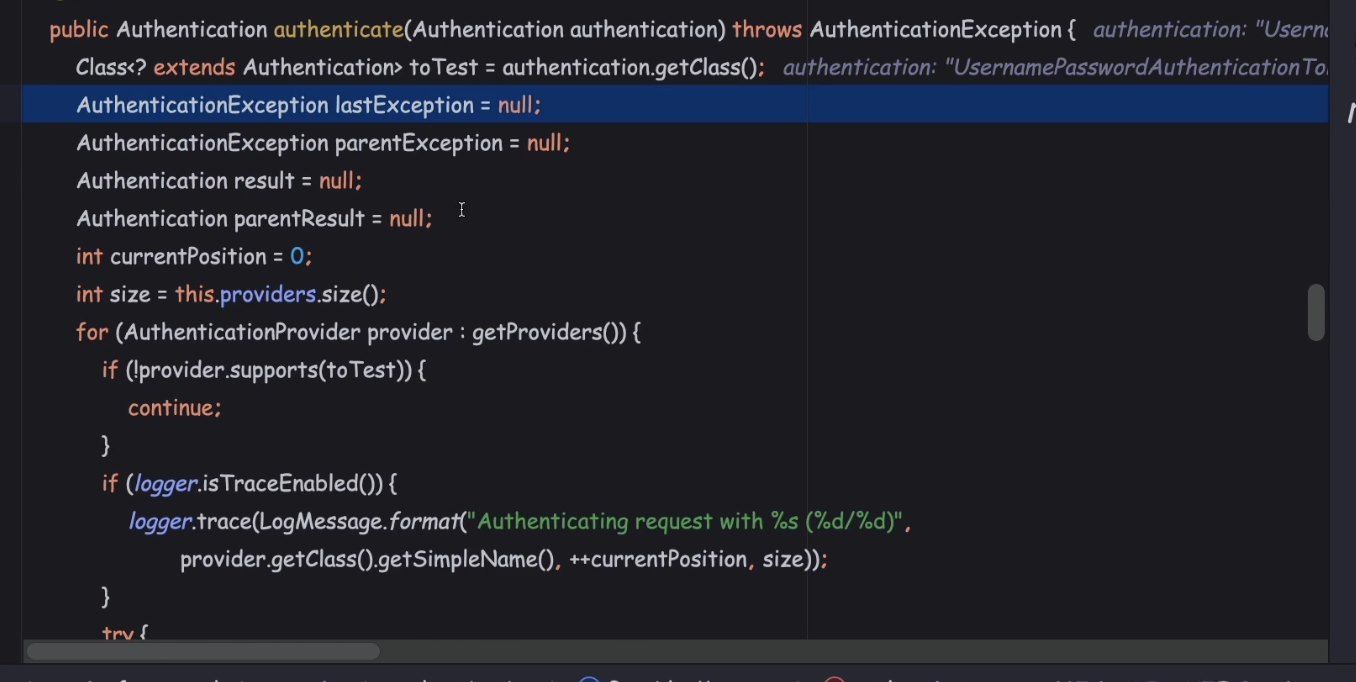 public Authentication authenticate(Authentication authentication) throws AuthenticationException { authentication: "Userna
Class<? extends Authentication> toTest = authentication.getClass(); authentication: "UsernamePasswordAuthenticationTo
AuthenticationException lastException = null;
AuthenticationException parentException = null;
Authentication result = null;
Authentication parentResult = null;
int currentPosition = 0;
int size = this.providers.size();
for (AuthenticationProvider provider : getProviders()) {
if (!provider.supports(toTest)) {
continue;
}
if (logger.isTraceEnabled()) {
logger.trace(LogMessage.format("Authenticating request with %s (%d/%d)",
provider.getClass().getSimpleName(), ++currentPosition, size));
}
try {